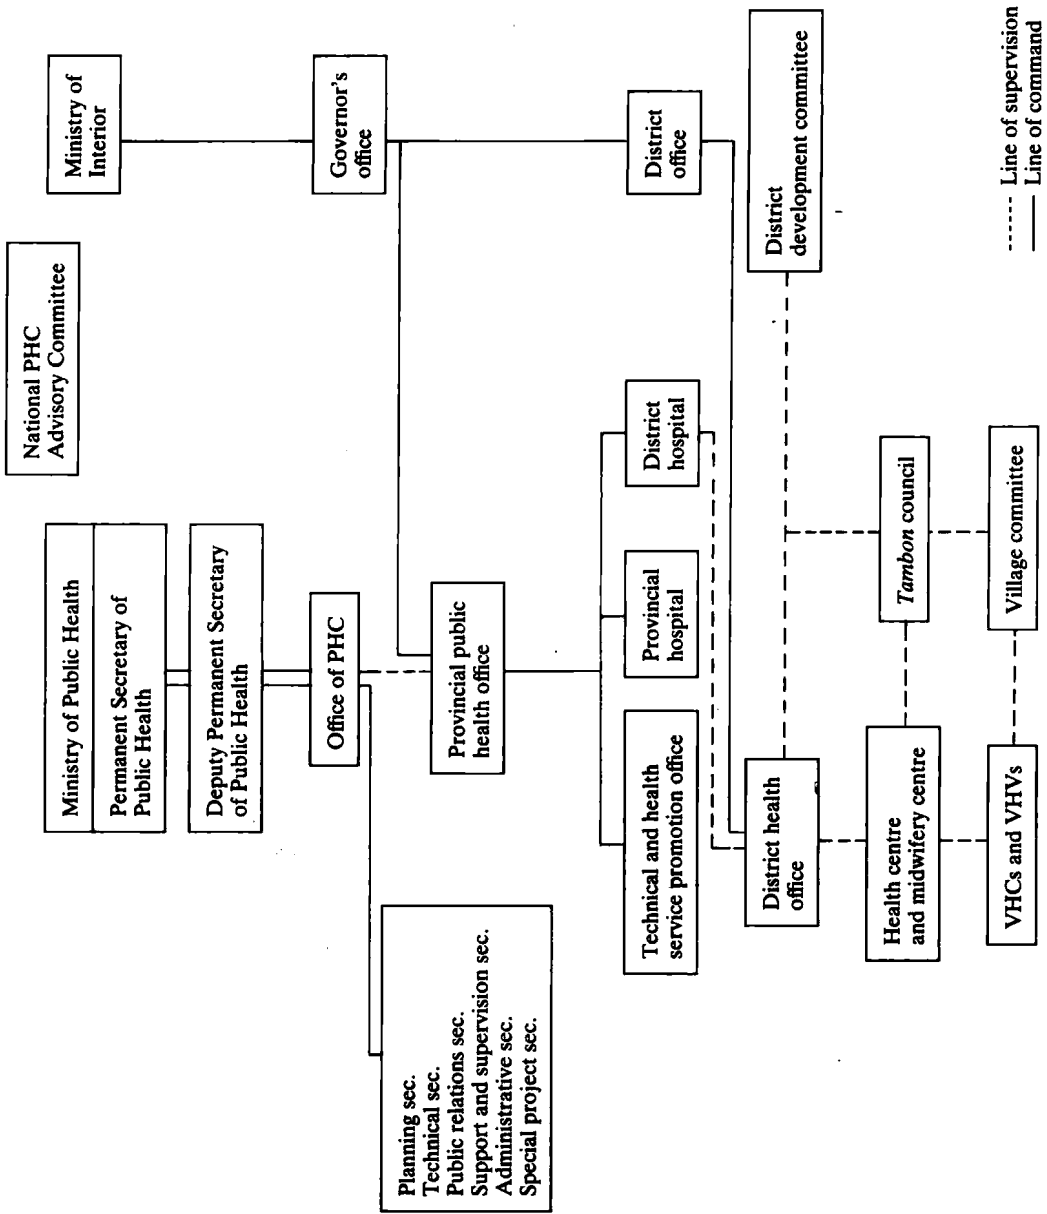 National PHC
Advisory Committee
Ministry of Public Health
Permanent Secretary of
Public Health
Ministry of
Interior
Deputy Permanent Secretary
of Public Health
Office of PHC
Governor's
office
Planning sec.
Technical sec.
Public relations sec.
Support and supervision sec.
Administrative sec.
Special project sec.
Provincial public
health office
Technical and health
service promotion office
Provincial
hospital
District
hospital
District
office
District health
office
District
development committee
Health centre
and midwifery centre
Tambon council
VHCs and VHVs
Village committee
Line of supervision
Line of command